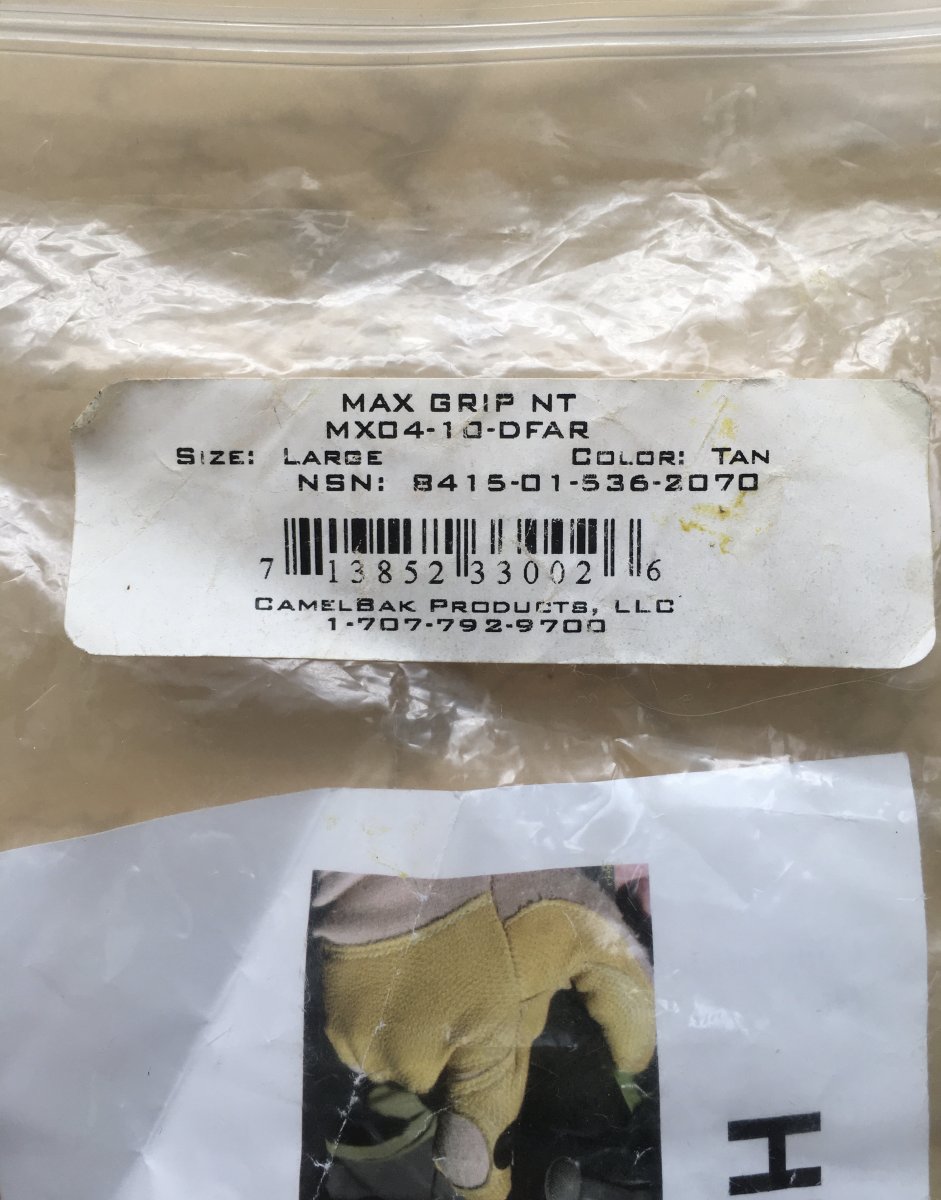 MAX GRIP NT
MX04-10-DFAR
SIZE: LARGE COLOR: TAN
NSN: 8415-01-536-2070
7 13852 33002 6
CAMELBAK PRODUCTS, LLC
1-707-792-9700
H